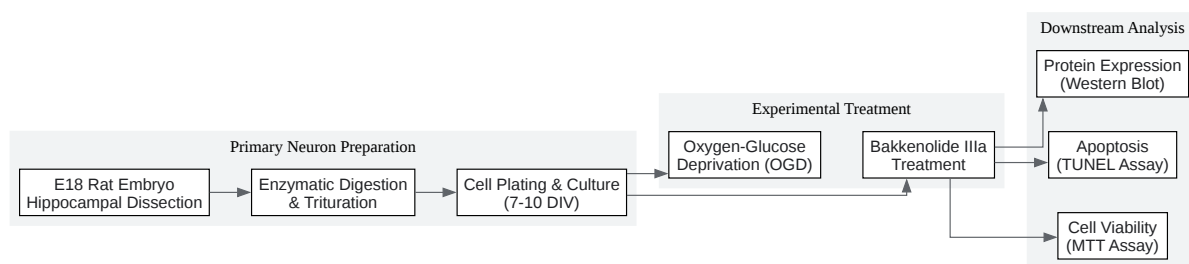 Primary Neuron Preparation
E18 Rat Embryo
Hippocampal Dissection
Enzymatic Digestion
& Trituration
Cell Plating & Culture
(7-10 DIV)
Experimental Treatment
Oxygen-Glucose
Deprivation (OGD)
Bakkenolide IIIa
Treatment
Downstream Analysis
Protein Expression
(Western Blot)
Apoptosis
(TUNEL Assay)
Cell Viability
(MTT Assay)